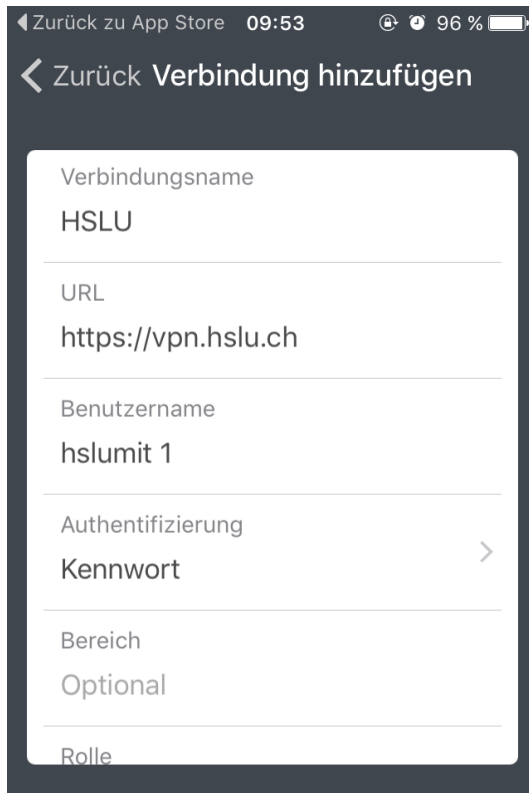 Zurück zu App Store 09:53 96 %
Zurück Verbindung hinzufügen
Verbindungsname
HSLU
URL
https://vpn.hslu.ch
Benutzername
hslumit 1
Authentifizierung
Kennwort
Bereich
Optional
Rolle